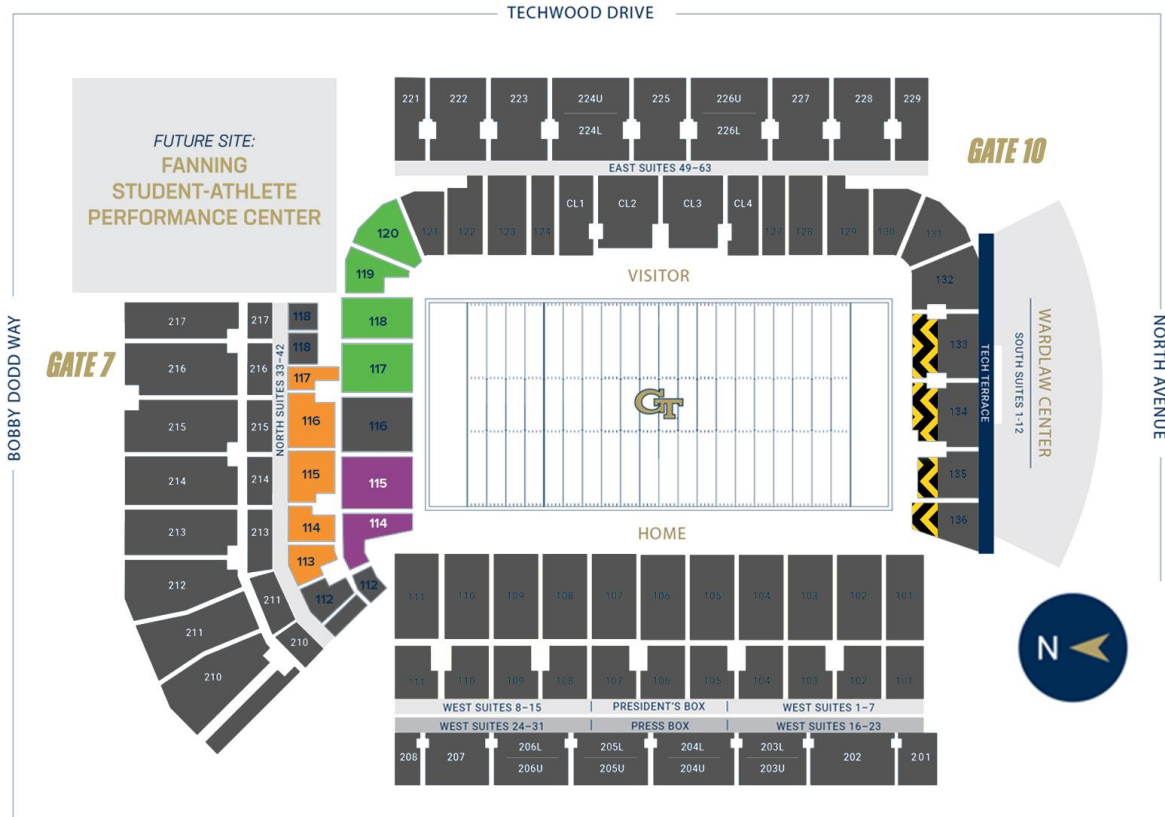 TECHWOOD DRIVE
221 222 223 224U 225 226U 227 228 229
224L 226L
GATE 10
EAST SUITES 49–63
FUTURE SITE:
FANNING
STUDENT-ATHLETE
PERFORMANCE CENTER
121 122 123 124 CL1 CL2 CL3 CL4 127 128 129 130 131
120
119
132
VISITOR
BOBBY DODD WAY
GATE 7
217 217 118 118
118
216 216 117 117
215 215 116 116
214 214 115 115
213 213 114 114
113
212
211 211 112 112
210 210
NORTH SUITES 33–42
GT
133
134
135
136
TECH TERRACE
SOUTH SUITES 1-12
WARDLAW CENTER
NORTH AVENUE
HOME
111 110 109 108 107 106 105 104 103 102 101
111 110 109 108 107 106 105 104 103 102 101
WEST SUITES 8–15 | PRESIDENT'S BOX | WEST SUITES 1–7
WEST SUITES 24–31 | PRESS BOX | WEST SUITES 16–23
208 207 206L 205L 204L 203L 202 201
206U 205U 204U 203U
N